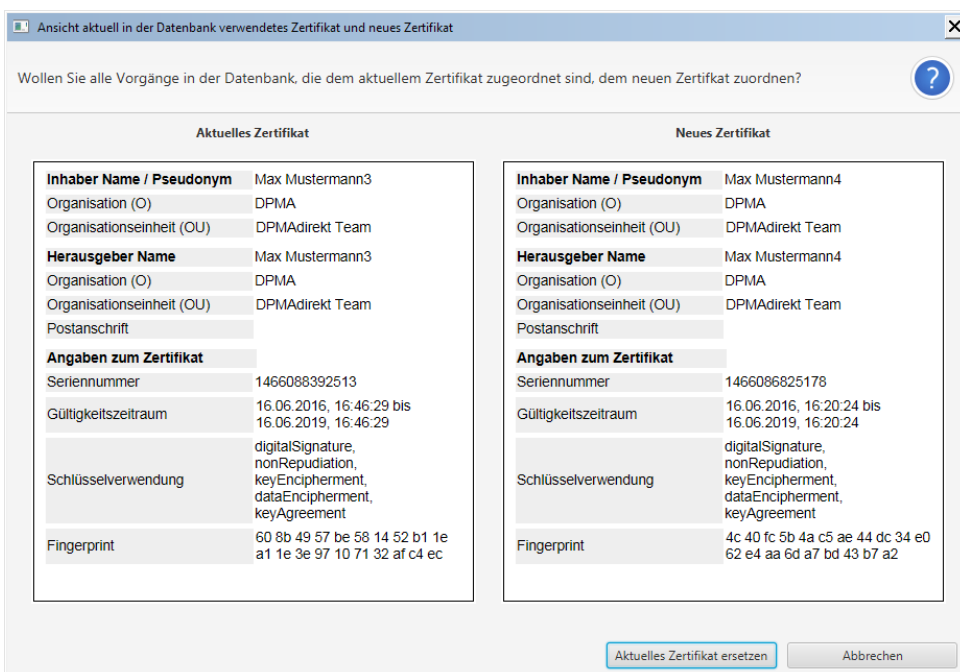 Ansicht aktuell in der Datenbank verwendetes Zertifikat und neues Zertifikat
Wollen Sie alle Vorgänge in der Datenbank, die dem aktuellem Zertifikat zugeordnet sind, dem neuen Zertifkat zuordnen?
?
Aktuelles Zertifikat
Inhaber Name / Pseudonym Max Mustermann3
Organisation (O) DPMA
Organisationseinheit (OU) DPMAdirekt Team
Herausgeber Name Max Mustermann3
Organisation (O) DPMA
Organisationseinheit (OU) DPMAdirekt Team
Postanschrift
Angaben zum Zertifikat
Seriennummer 1466088392513
Gültigkeitszeitraum 16.06.2016, 16:46:29 bis
16.06.2019, 16:46:29
Schlüsselverwendung digitalSignature,
nonRepudiation,
keyEncipherment,
dataEncipherment,
keyAgreement
Fingerprint 60 8b 49 57 be 58 14 52 b1 1e
a1 1e 3e 97 10 71 32 af c4 ec
Neues Zertifikat
Inhaber Name / Pseudonym Max Mustermann4
Organisation (O) DPMA
Organisationseinheit (OU) DPMAdirekt Team
Herausgeber Name Max Mustermann4
Organisation (O) DPMA
Organisationseinheit (OU) DPMAdirekt Team
Postanschrift
Angaben zum Zertifikat
Seriennummer 1466086825178
Gültigkeitszeitraum 16.06.2016, 16:20:24 bis
16.06.2019, 16:20:24
Schlüsselverwendung digitalSignature,
nonRepudiation,
keyEncipherment,
dataEncipherment,
keyAgreement
Fingerprint 4c 40 fc 5b 4a c5 ae 44 dc 34 e0
62 e4 aa 6d a7 bd 43 b7 a2
Aktuelles Zertifikat ersetzen
Abbrechen